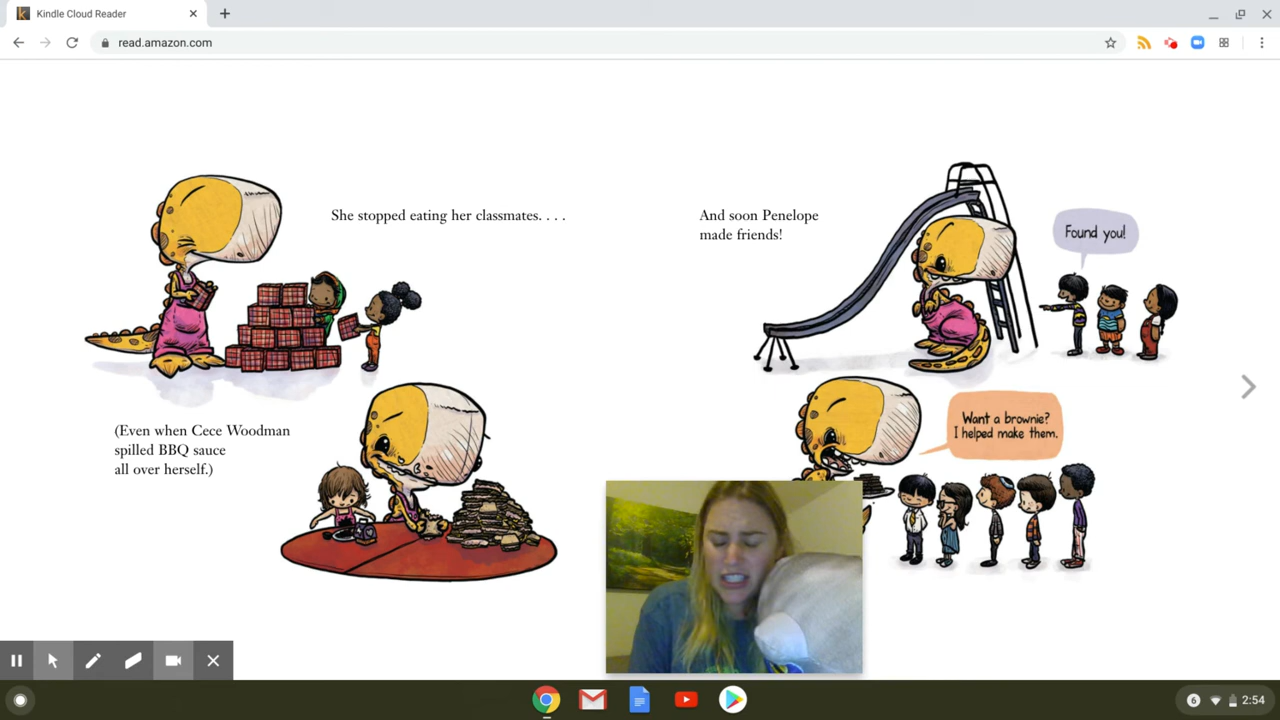 Kindle Cloud Reader
read.amazon.com
She stopped eating her classmates. . . .
(Even when Cece Woodman
spilled BBQ sauce
all over herself.)
And soon Penelope
made friends!
Found you!
Want a brownie?
I helped make them.
6
2:54